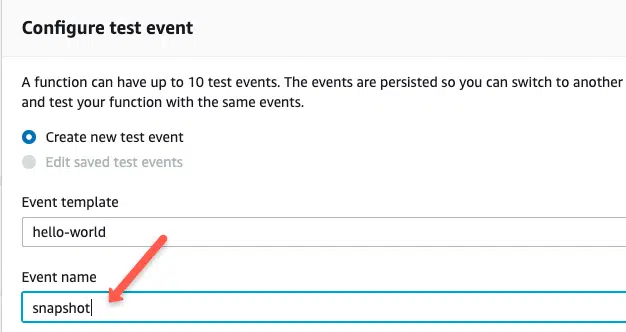 Configure test event
A function can have up to 10 test events. The events are persisted so you can switch to another
and test your function with the same events.
Create new test event
Edit saved test events
Event template
hello-world
Event name
snapshot